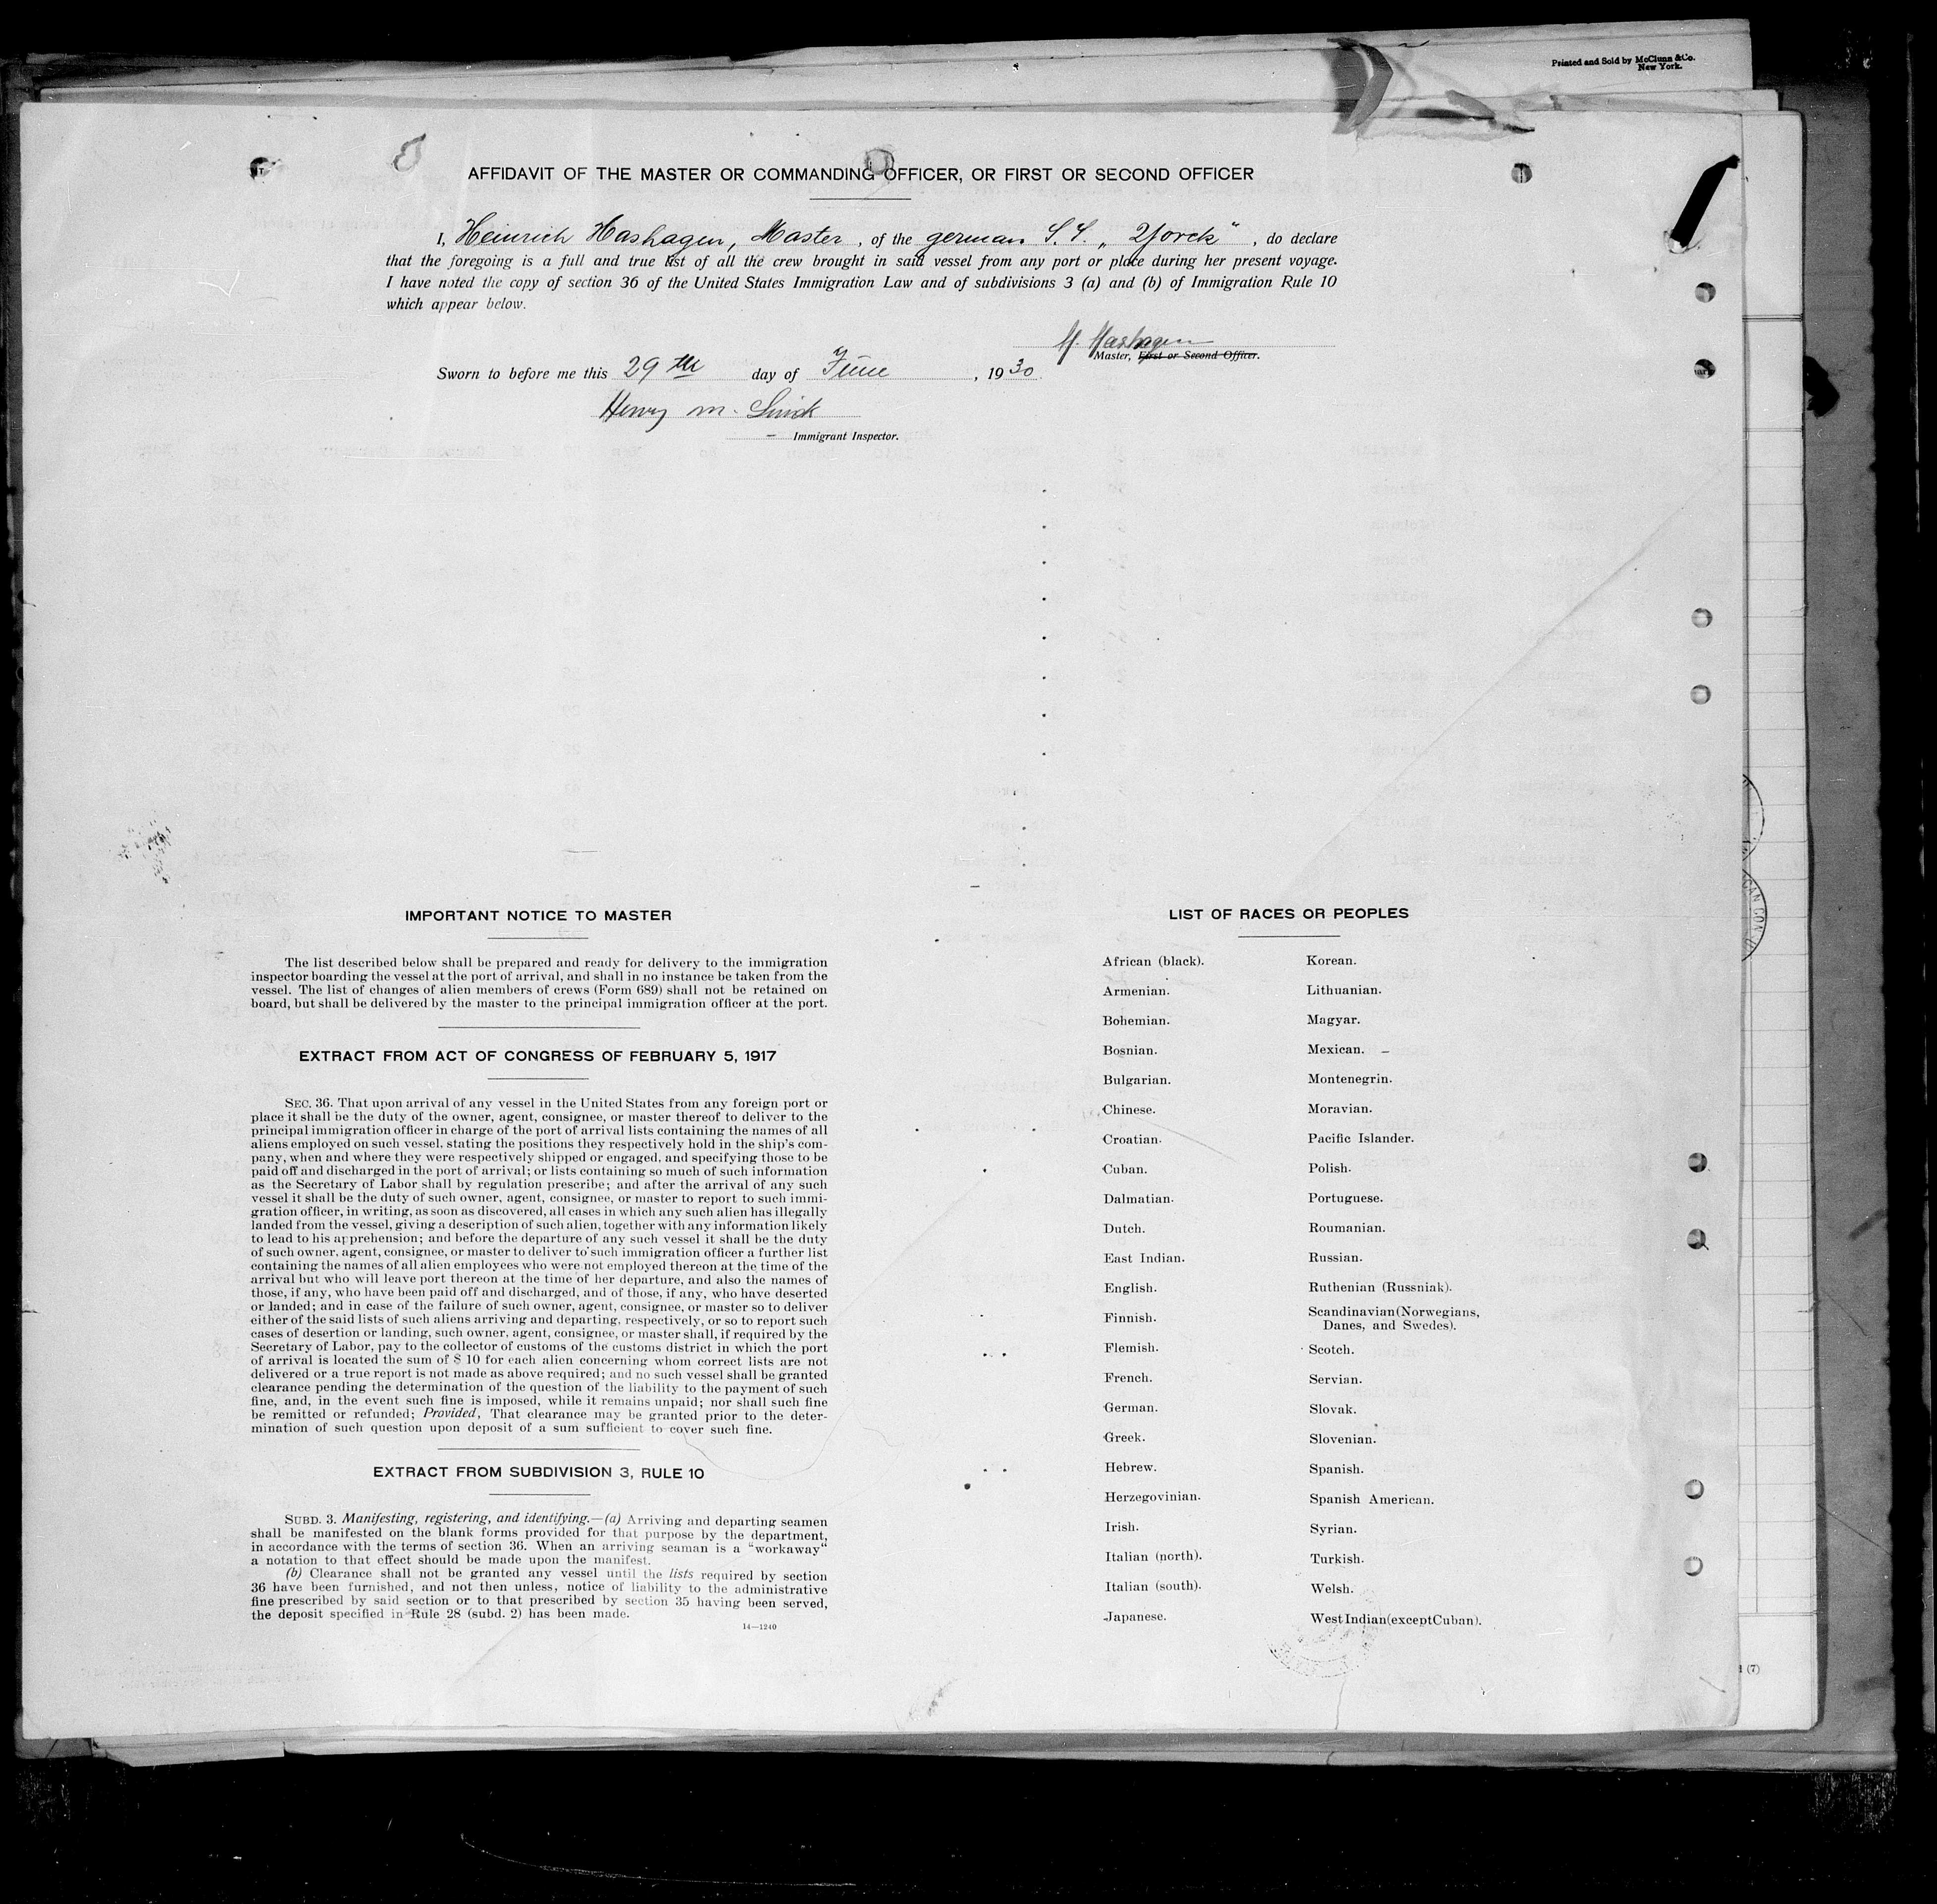 Printed and Sold by McClunn & Co.
New York.
AFFIDAVIT OF THE MASTER OR COMMANDING OFFICER, OR FIRST OR SECOND OFFICER
I, Heinrich Hashagen, Master, of the german S.S. „Yorck“, do declare
that the foregoing is a full and true list of all the crew brought in said vessel from any port or place during her present voyage.
I have noted the copy of section 36 of the United States Immigration Law and of subdivisions 3 (a) and (b) of Immigration Rule 10
which appear below.
H. Hashagen
Master, First or Second Officer.
Sworn to before me this 29th day of June, 1930.
Henry M.
Immigrant Inspector.
IMPORTANT NOTICE TO MASTER
The list described below shall be prepared and ready for delivery to the immigration
inspector boarding the vessel at the port of arrival, and shall in no instance be taken from the
vessel. The list of changes of alien members of crews (Form 689) shall not be retained on
board, but shall be delivered by the master to the principal immigration officer at the port.
EXTRACT FROM ACT OF CONGRESS OF FEBRUARY 5, 1917
SEC. 36. That upon arrival of any vessel in the United States from any foreign port or
place it shall be the duty of the owner, agent, consignee, or master thereof to deliver to the
principal immigration officer in charge of the port of arrival lists containing the names of all
aliens employed on such vessel, stating the positions they respectively hold in the ship's com-
pany, when and where they were respectively shipped or engaged, and specifying those to be
paid off and discharged in the port of arrival; or lists containing so much of such information
as the Secretary of Labor shall by regulation prescribe; and after the arrival of any such
vessel it shall be the duty of such owner, agent, consignee, or master to report to such immi-
gration officer, in writing, as soon as discovered, all cases in which any such alien has illegally
landed from the vessel, giving a description of such alien, together with any information likely
to lead to his apprehension; and before the departure of any such vessel it shall be the duty
of such owner, agent, consignee, or master to deliver to such immigration officer a further list
containing the names of all alien employees who were not employed thereon at the time of the
arrival but who will leave port thereon at the time of her departure, and also the names of
those, if any, who have been paid off and discharged, and of those, if any, who have deserted
or landed; and in case of the failure of such owner, agent, consignee, or master so to deliver
either of the said lists of such aliens arriving and departing, respectively, or so to report such
cases of desertion or landing, such owner, agent, consignee, or master shall, if required by the
Secretary of Labor, pay to the collector of customs of the customs district in which the port
of arrival is located the sum of $ 10 for each alien concerning whom correct lists are not
delivered or a true report is not made as above required; and no such vessel shall be granted
clearance pending the determination of the question of the liability to the payment of such
fine, and, in the event such fine is imposed, while it remains unpaid; nor shall such fine
be remitted or refunded; Provided, That clearance may be granted prior to the deter-
mination of such question upon deposit of a sum sufficient to cover such fine.
EXTRACT FROM SUBDIVISION 3, RULE 10
SUBD. 3. Manifesting, registering, and identifying.—(a) Arriving and departing seamen
shall be manifested on the blank forms provided for that purpose by the department,
in accordance with the terms of section 36. When an arriving seaman is a “workaway“
a notation to that effect should be made upon the manifest.
(b) Clearance shall not be granted any vessel until the lists required by section
36 have been furnished, and not then unless, notice of liability to the administrative
fine prescribed by said section or to that prescribed by section 35 having been served,
the deposit specified in Rule 28 (subd. 2) has been made.
14—1240
LIST OF RACES OR PEOPLES
African (black).
Armenian.
Bohemian.
Bosnian.
Bulgarian.
Chinese.
Croatian.
Cuban.
Dalmatian.
Dutch.
East Indian.
English.
Finnish.
Flemish.
French.
German.
Greek.
Hebrew.
Herzegovinian.
Irish.
Italian (north).
Italian (south).
Japanese.
Korean.
Lithuanian.
Magyar.
Mexican.
Montenegrin.
Moravian.
Pacific Islander.
Polish.
Portuguese.
Roumanian.
Russian.
Ruthenian (Russniak).
Scandinavian (Norwegians,
Danes, and Swedes).
Scotch.
Servian.
Slovak.
Slovenian.
Spanish.
Spanish American.
Syrian.
Turkish.
Welsh.
West Indian (except Cuban).
(7)